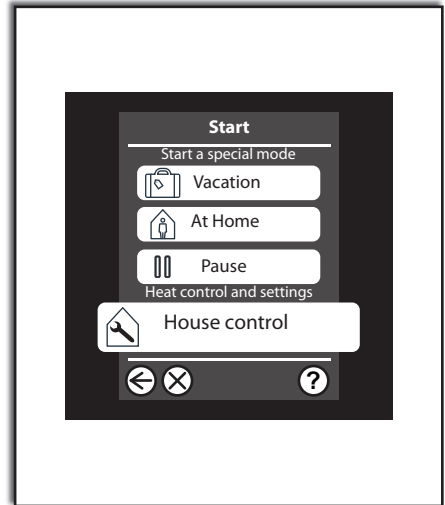 Start
Start a special mode
Vacation
At Home
Pause
Heat control and settings
House control
?